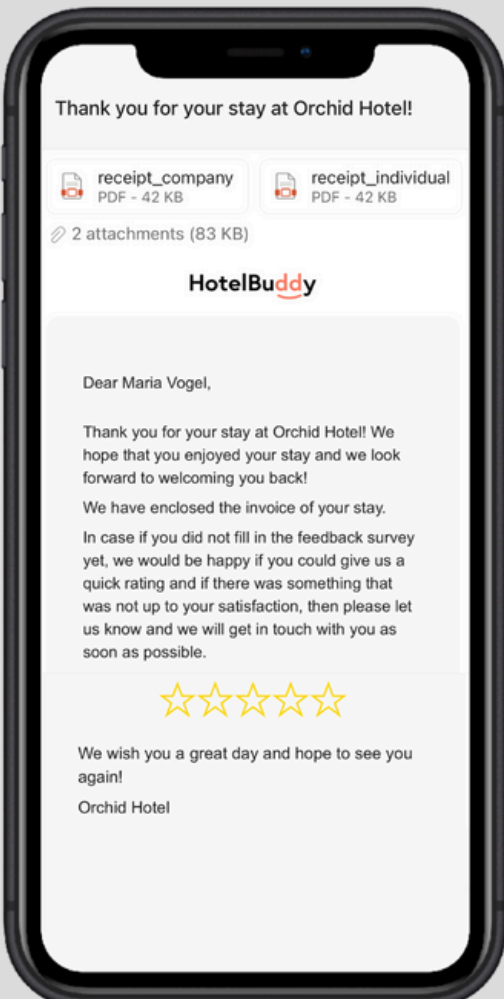 Thank you for your stay at Orchid Hotel!
receipt_company
PDF - 42 KB
receipt_individual
PDF - 42 KB
2 attachments (83 KB)
HotelBuddy
Dear Maria Vogel,
Thank you for your stay at Orchid Hotel! We
hope that you enjoyed your stay and we look
forward to welcoming you back!
We have enclosed the invoice of your stay.
In case if you did not fill in the feedback survey
yet, we would be happy if you could give us a
quick rating and if there was something that
was not up to your satisfaction, then please let
us know and we will get in touch with you as
soon as possible.
We wish you a great day and hope to see you
again!
Orchid Hotel